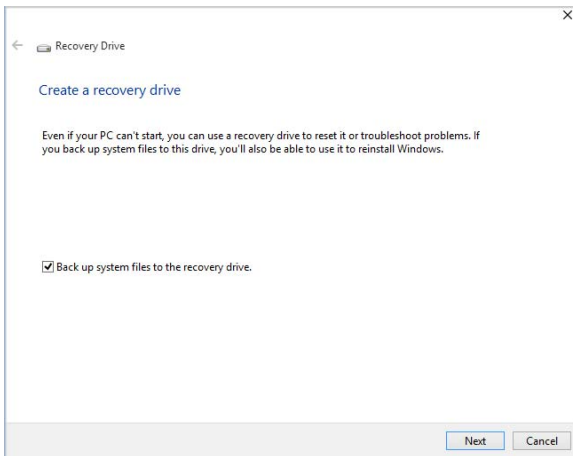 Recovery Drive
Create a recovery drive
Even if your PC can't start, you can use a recovery drive to reset it or troubleshoot problems. If
you back up system files to this drive, you'll also be able to use it to reinstall Windows.
Back up system files to the recovery drive.
Next Cancel